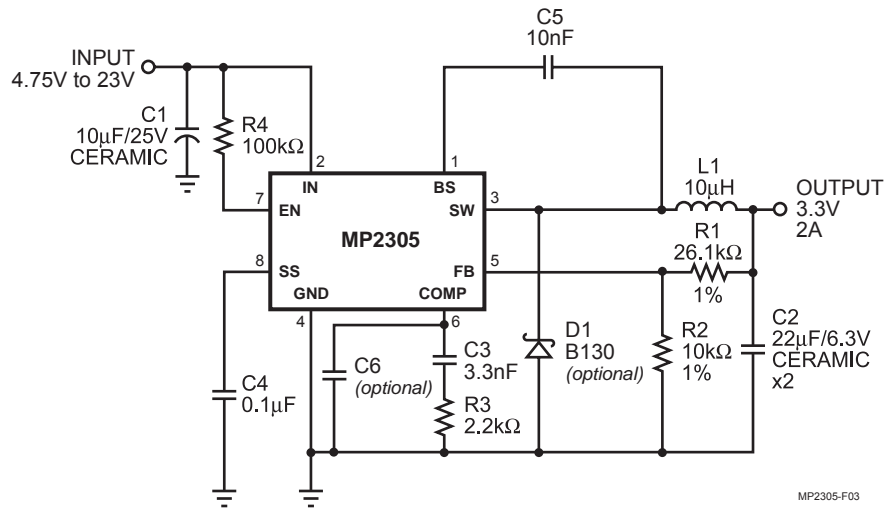 C5
10nF
INPUT
4.75V to 23V
C1
10µF/25V
CERAMIC
R4
100kΩ
2
IN
1
BS
7
EN
3
SW
MP2305
L1
10µH
OUTPUT
3.3V
2A
8
SS
5
FB
R1
26.1kΩ
1%
GND
4
COMP
6
C4
0.1µF
C6
(optional)
C3
3.3nF
R3
2.2kΩ
D1
B130
(optional)
R2
10kΩ
1%
C2
22µF/6.3V
CERAMIC
x2
MP2305-F03